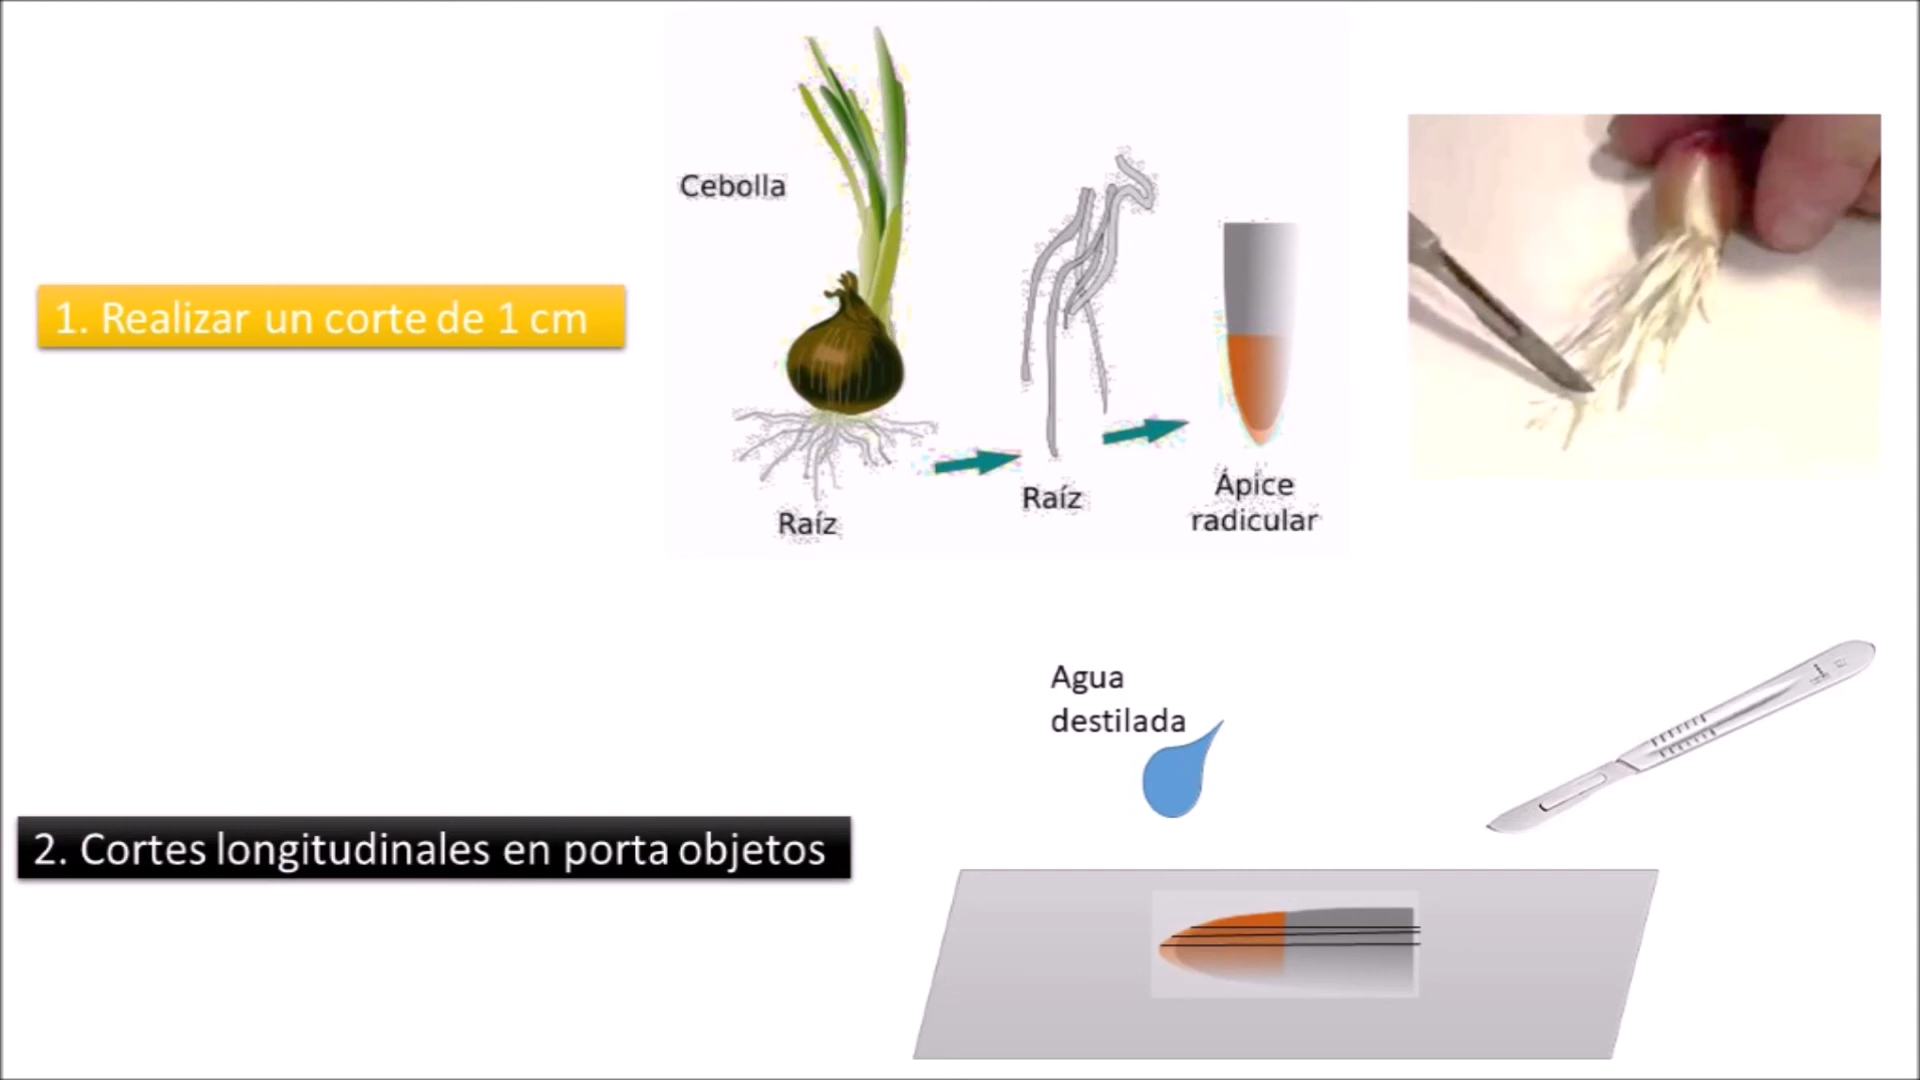 Cebolla
1. Realizar un corte de 1 cm
Raíz
Raíz
Ápice
radicular
Agua
destilada
2. Cortes longitudinales en porta objetos